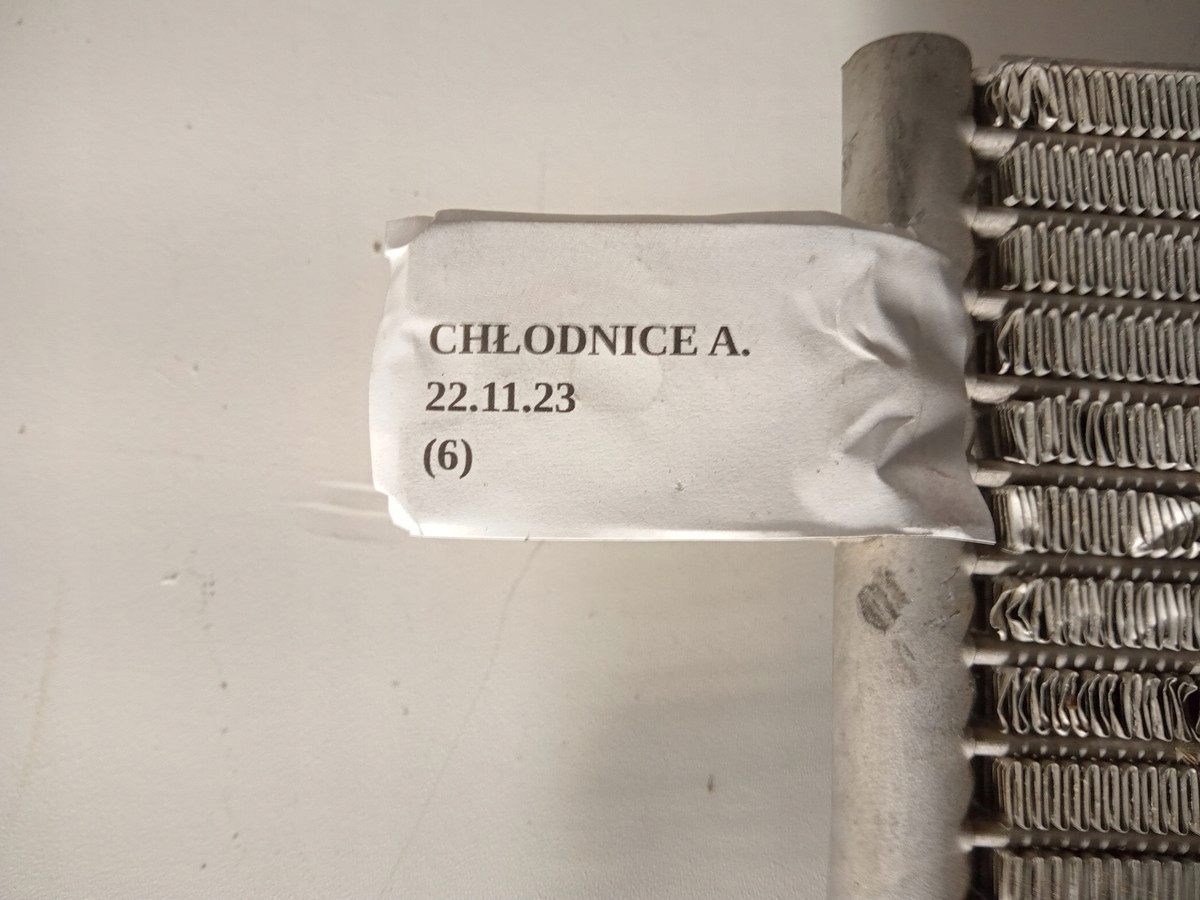 CHŁODNICE A.
22.11.23
(6)